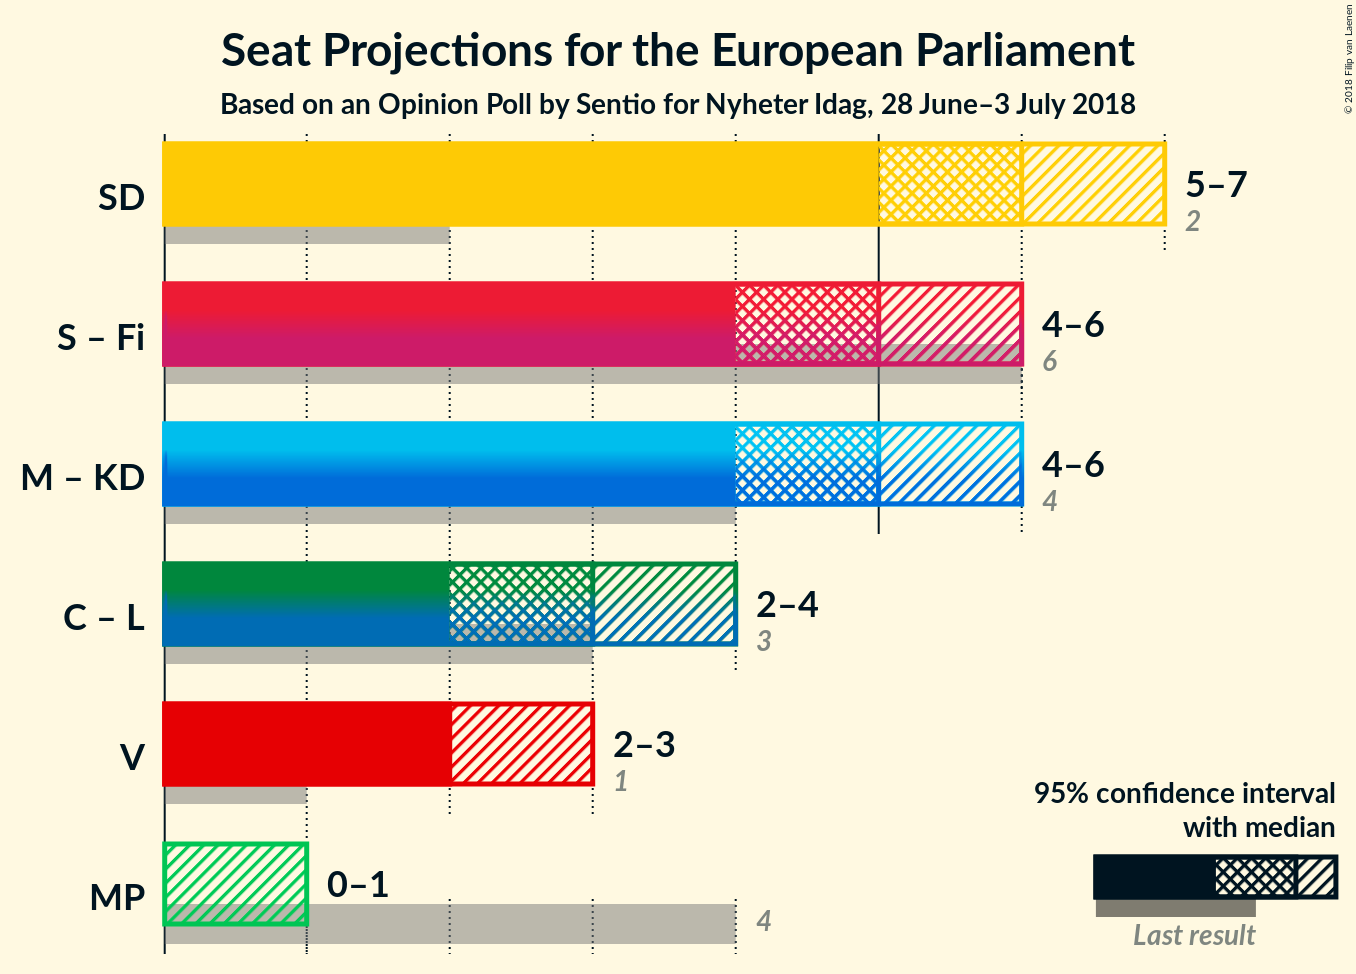 Seat Projections for the European Parliament
Based on an Opinion Poll by Sentio for Nyheter Idag, 28 June–3 July 2018
© 2018 Filip van Laenen
SD
5–7
2
S – Fi
4–6
6
M – KD
4–6
4
C – L
2–4
3
V
2–3
1
MP
0–1
4
95% confidence interval
with median
Last result